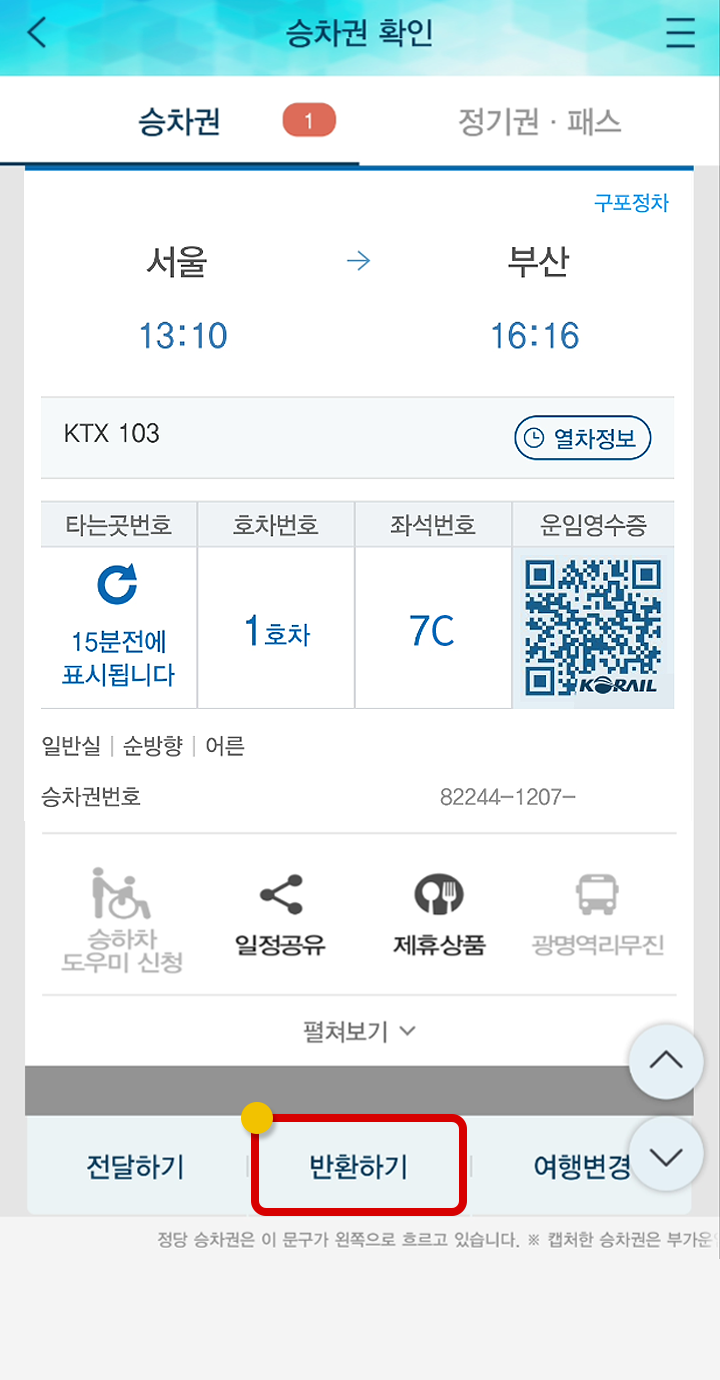 승차권 확인
승차권 1 정기권 · 패스
구포정차
서울 → 부산
13:10 16:16
KTX 103 열차정보
타는곳번호 호차번호 좌석번호 운임영수증
15분전에
표시됩니다
1호차 7C
KORAIL
일반실 | 순방향 | 어른
승차권번호 82244-1207-
승하차
도우미 신청
일정공유 제휴상품 광명역리무진
펼쳐보기
전달하기 반환하기 여행변경
정당 승차권은 이 문구가 왼쪽으로 흐르고 있습니다. ※ 캡처한 승차권은 부가운